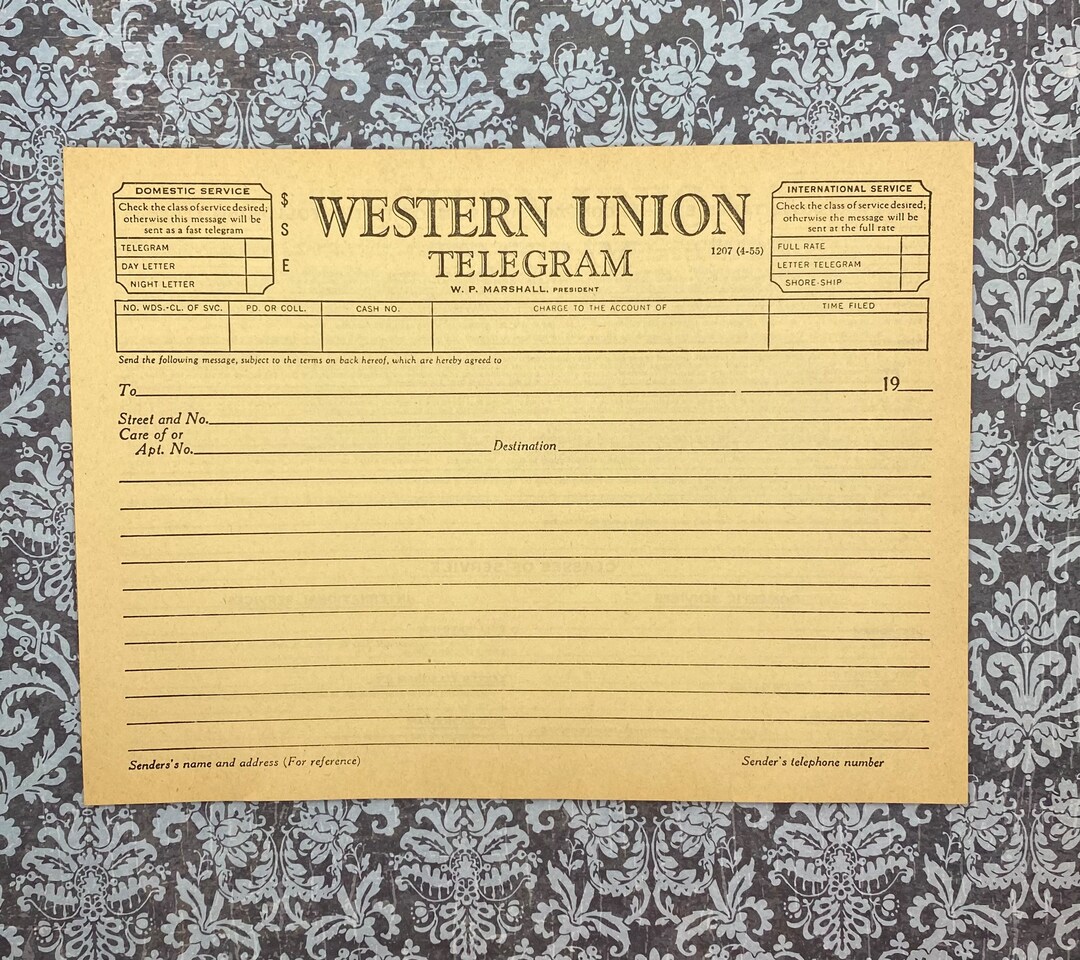 DOMESTIC SERVICE
Check the class of service desired;
otherwise this message will be
sent as a fast telegram
TELEGRAM
DAY LETTER
NIGHT LETTER
$
S
E
WESTERN UNION
TELEGRAM
1207 (4-55)
W. P. MARSHALL, PRESIDENT
INTERNATIONAL SERVICE
Check the class of service desired;
otherwise the message will be
sent at the full rate
FULL RATE
LETTER TELEGRAM
SHORE-SHIP
NO. WDS.-CL. OF SVC. PD. OR COLL. CASH NO. CHARGE TO THE ACCOUNT OF TIME FILED
Send the following message, subject to the terms on back hereof, which are hereby agreed to
To 19
Street and No.
Care of or
Apt. No. Destination
Senders's name and address (For reference) Sender's telephone number